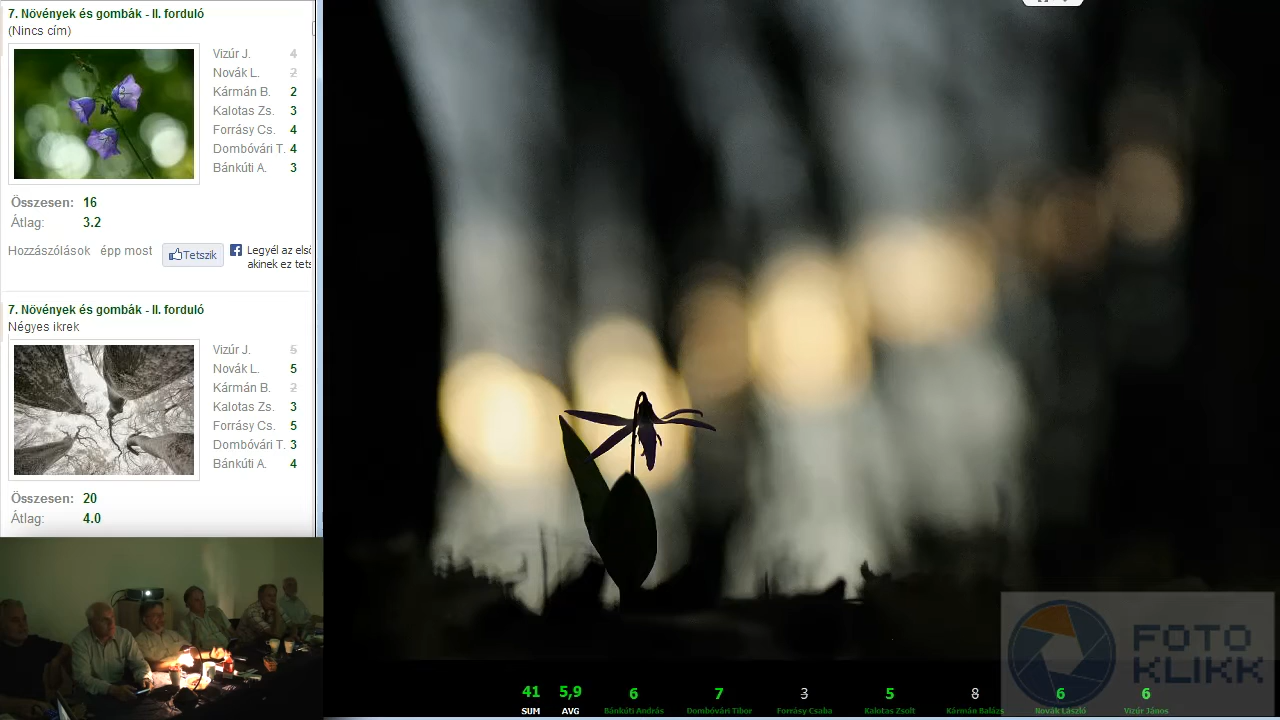 7. Növények és gombák - II. forduló
(Nincs cím)
Vizúr J. 4
Novák L. 2
Kármán B. 2
Kalotas Zs. 3
Forrásy Cs. 4
Dombóvári T. 4
Bánkúti A. 3
Összesen: 16
Átlag: 3.2
Hozzászólások épp most Tetszik Legyél az első
akinek ez tets
7. Növények és gombák - II. forduló
Négyes ikrek
Vizúr J. 5
Novák L. 5
Kármán B. 2
Kalotas Zs. 3
Forrásy Cs. 5
Dombóvári T. 3
Bánkúti A. 4
Összesen: 20
Átlag: 4.0
FOTO
KLIKK
41 5,9 6 7 3 5 8 6 6
SUM AVG Bánkúti András Dombóvári Tibor Forrásy Csaba Kalotás Zsolt Kármán Balázs Novák László Vizúr János